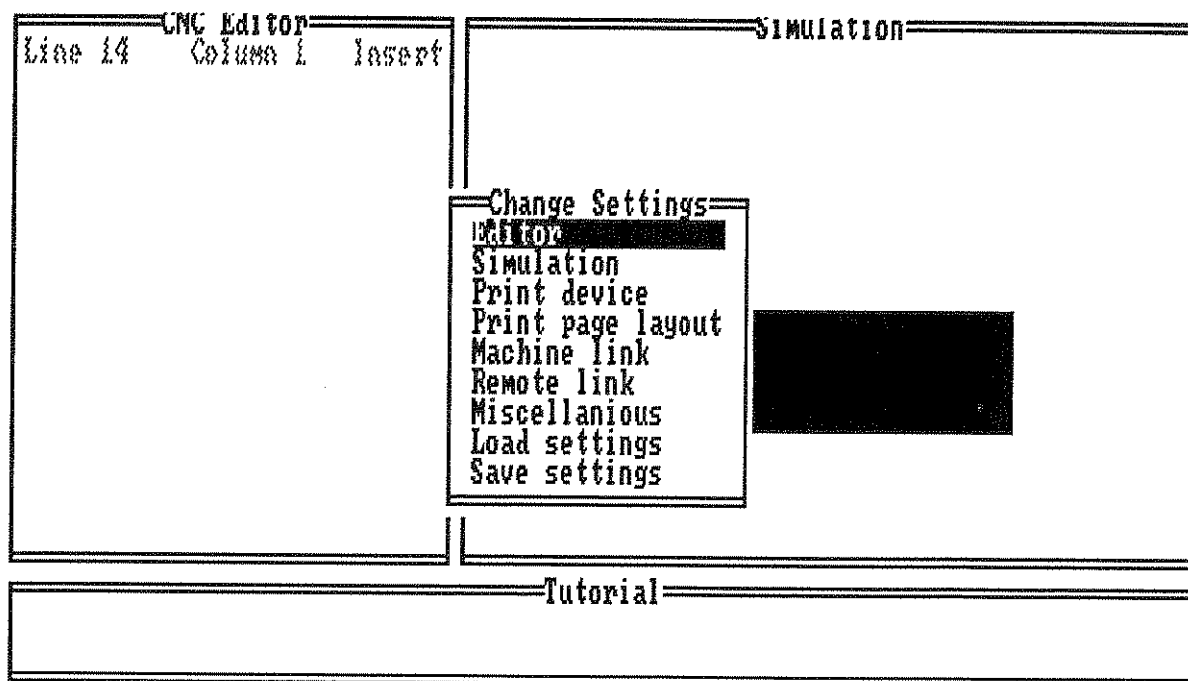 CNC Editor
Simulation
Line 14 Column 1 Insert
Change Settings
Editor
Simulation
Print device
Print page layout
Machine link
Remote link
Miscellanious
Load settings
Save settings
Tutorial